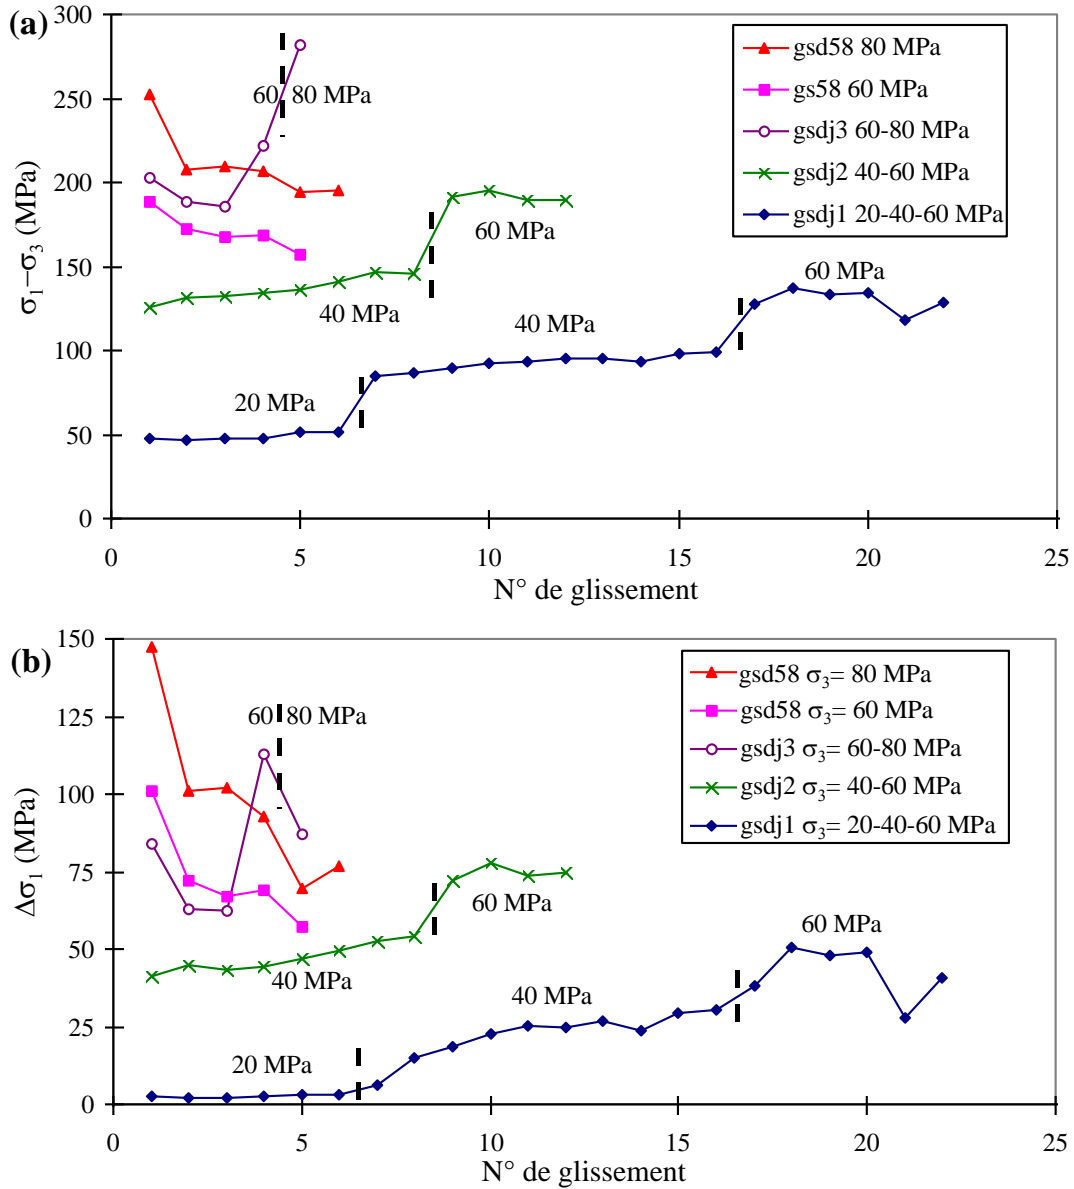 (a)
300
250
200
150
100
50
0
σ₁–σ₃ (MPa)
gsd58 80 MPa
gs58 60 MPa
gsdj3 60-80 MPa
gsdj2 40-60 MPa
gsdj1 20-40-60 MPa
60 80 MPa
60 MPa
60 MPa
40 MPa
40 MPa
20 MPa
0 5 10 15 20 25
N° de glissement
(b)
150
125
100
75
50
25
0
Δσ₁ (MPa)
gsd58 σ₃= 80 MPa
gsd58 σ₃= 60 MPa
gsdj3 σ₃= 60-80 MPa
gsdj2 σ₃= 40-60 MPa
gsdj1 σ₃= 20-40-60 MPa
60 80 MPa
60 MPa
60 MPa
40 MPa
40 MPa
20 MPa
0 5 10 15 20 25
N° de glissement